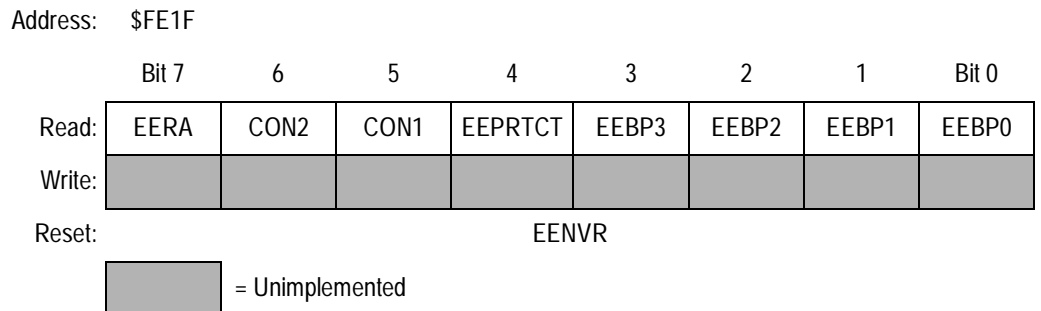 Address: $FE1F
Bit 7 6 5 4 3 2 1 Bit 0
Read: EERA CON2 CON1 EEPRTCT EEBP3 EEBP2 EEBP1 EEBP0
Write:
Reset: EENVR
= Unimplemented